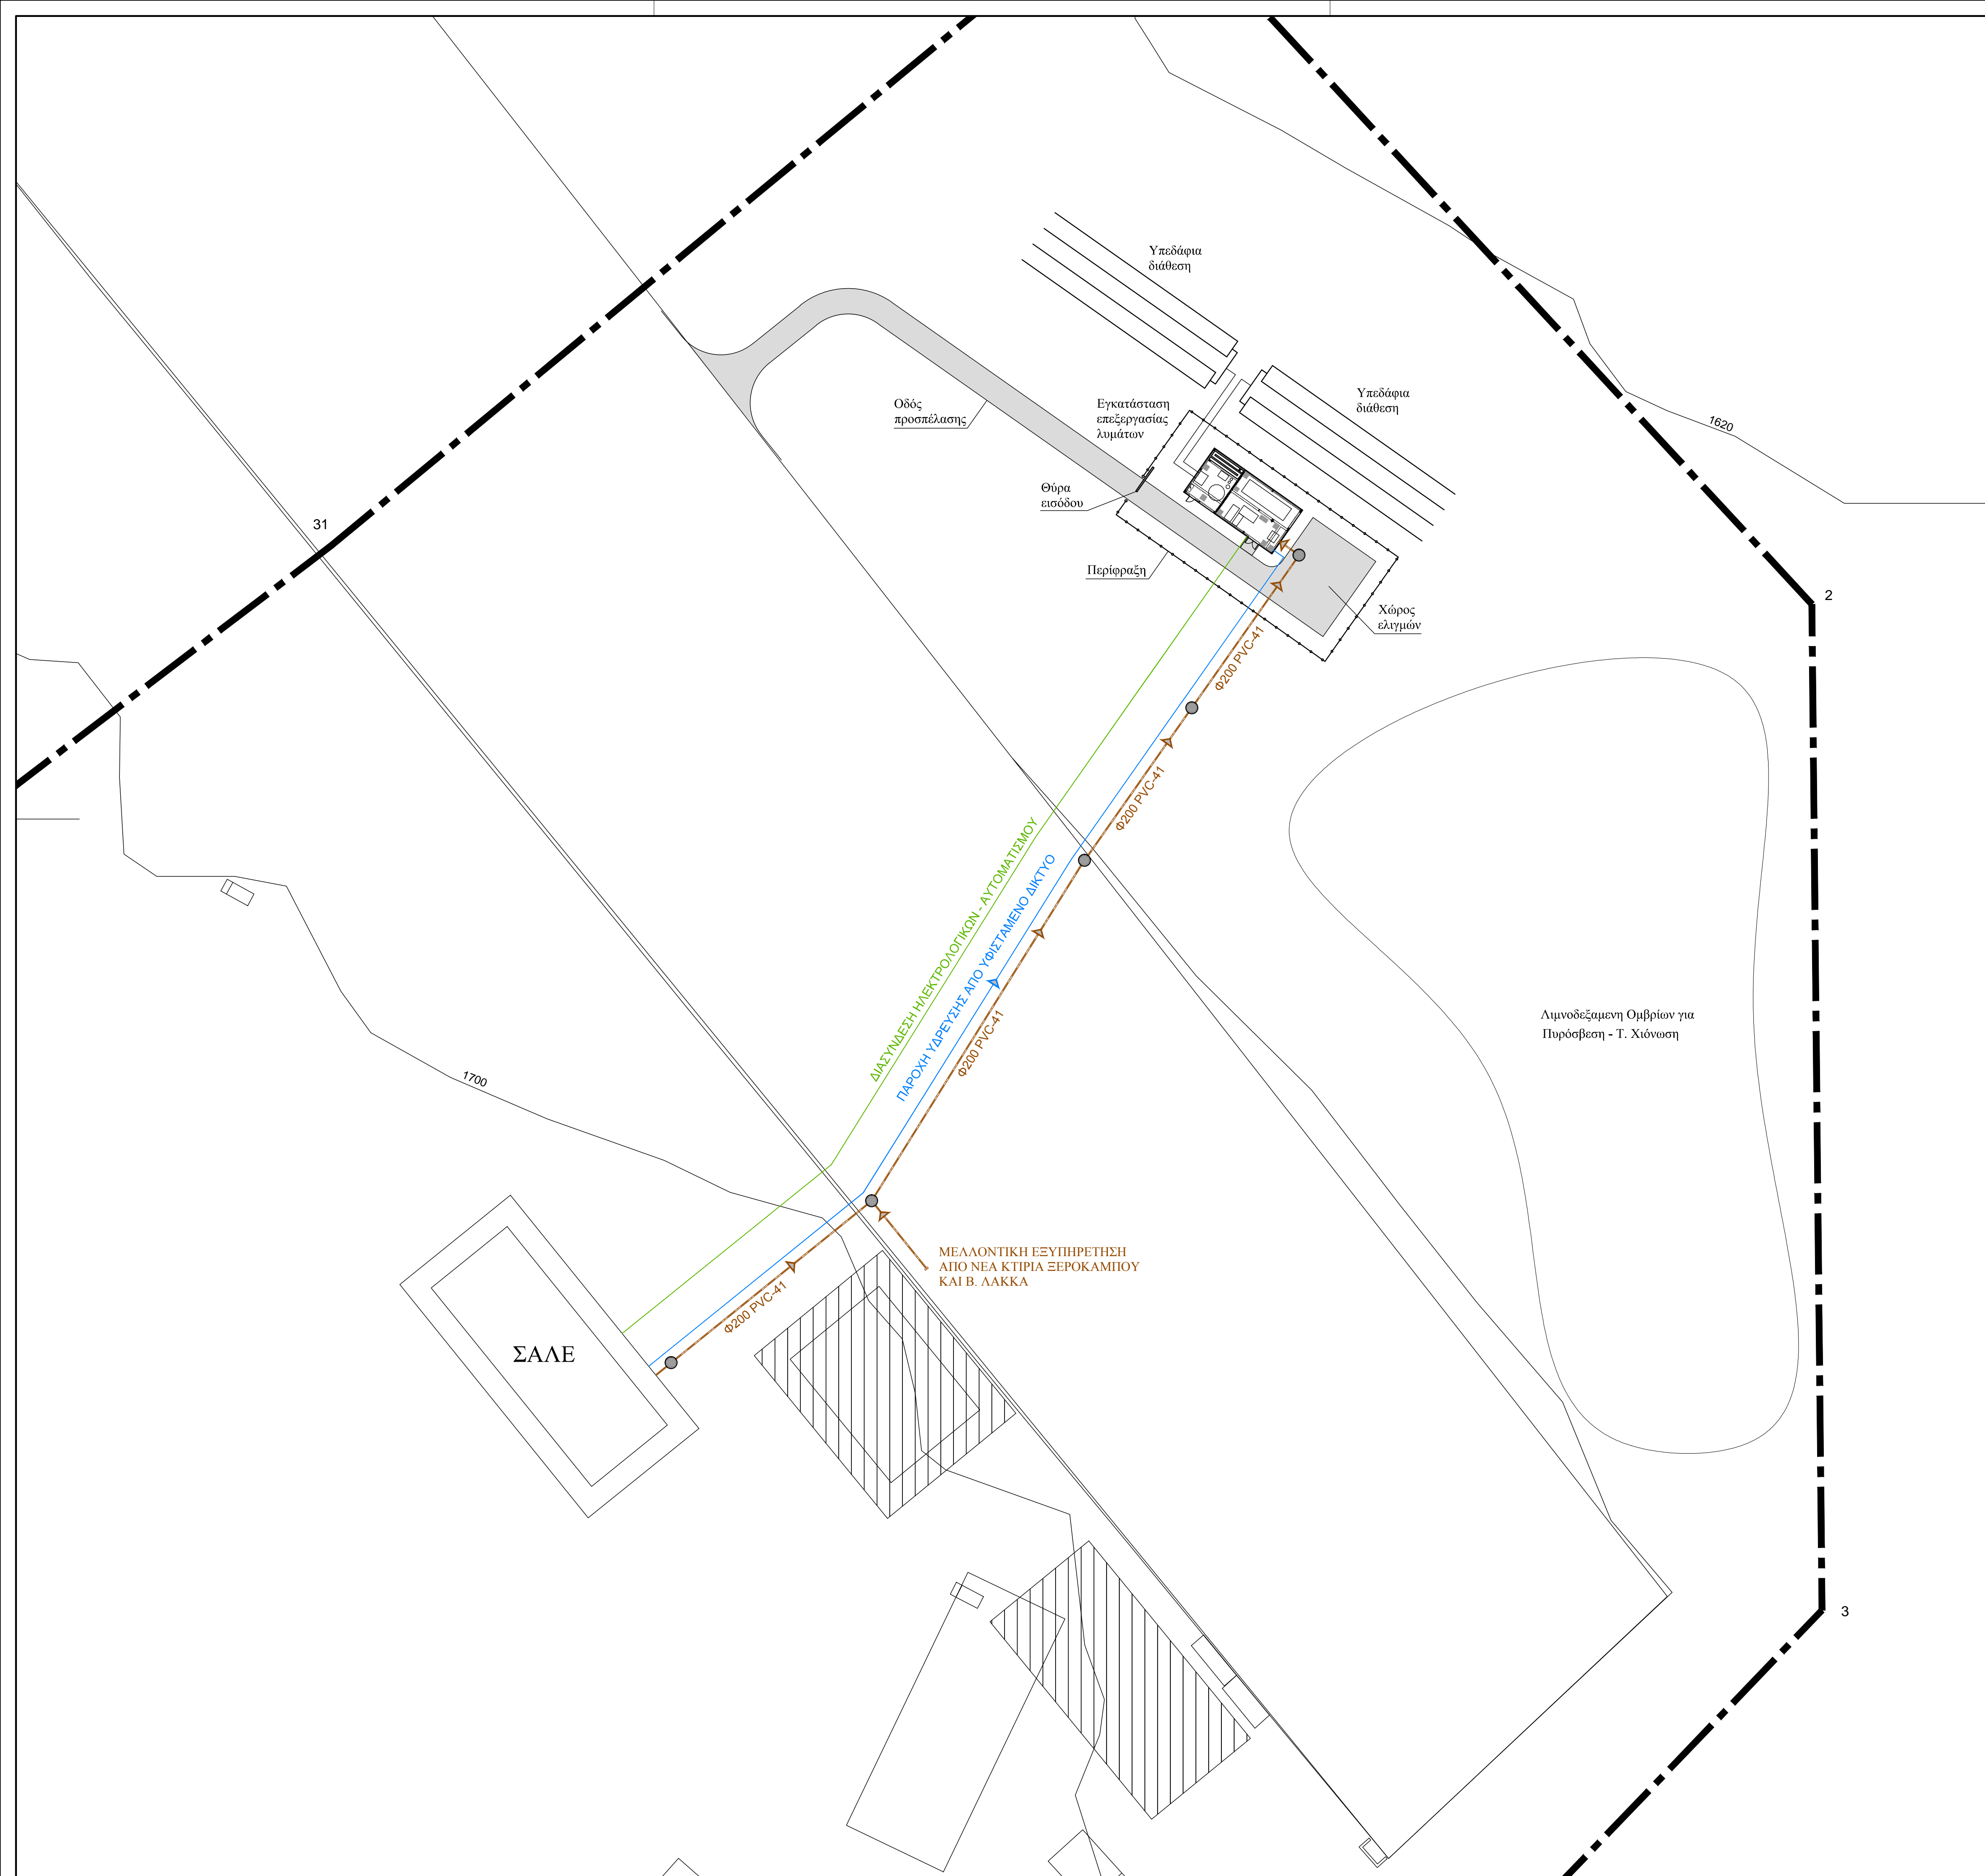 Υπεδάφια
διάθεση
Υπεδάφια
διάθεση
Οδός
προσπέλασης
Εγκατάσταση
επεξεργασίας
λυμάτων
1620
Θύρα
εισόδου
31
Περίφραξη
2
Χώρος
ελιγμών
Φ200 PVC-41
Φ200 PVC-41
ΔΙΑΣΥΝΔΕΣΗ ΗΛΕΚΤΡΟΛΟΓΙΚΩΝ - ΑΥΤΟΜΑΤΙΣΜΟΥ
ΠΑΡΟΧΗ ΥΔΡΕΥΣΗΣ ΑΠΟ ΥΦΙΣΤΑΜΕΝΟ ΔΙΚΤΥΟ
Φ200 PVC-41
Λιμνοδεξαμενη Ομβρίων για
Πυρόσβεση - Τ. Χιόνωση
1700
ΜΕΛΛΟΝΤΙΚΗ ΕΞΥΠΗΡΕΤΗΣΗ
ΑΠΟ ΝΕΑ ΚΤΙΡΙΑ ΞΕΡΟΚΑΜΠΟΥ
ΚΑΙ Β. ΛΑΚΚΑ
Φ200 PVC-41
ΣΑΛΕ
3